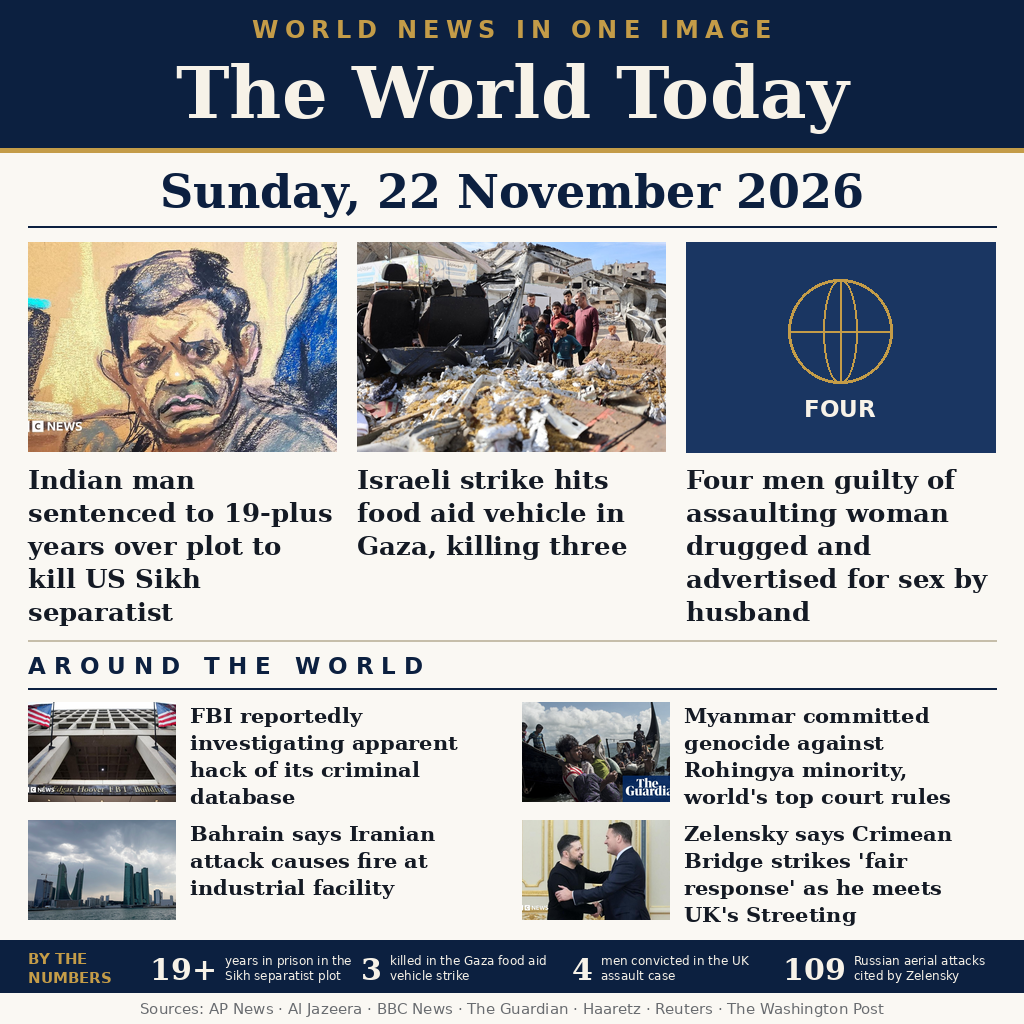 WORLD NEWS IN ONE IMAGE
The World Today
Sunday, 22 November 2026
C NEWS
FOUR
Indian man
sentenced to 19-plus
years over plot to
kill US Sikh
separatist
Israeli strike hits
food aid vehicle in
Gaza, killing three
Four men guilty of
assaulting woman
drugged and
advertised for sex by
husband
AROUND THE WORLD
C NEWS
dgar. Hoover F B I Building
FBI reportedly
investigating apparent
hack of its criminal
database
The
Guardia
Myanmar committed
genocide against
Rohingya minority,
world's top court rules
Bahrain says Iranian
attack causes fire at
industrial facility
NEWS
Zelensky says Crimean
Bridge strikes 'fair
response' as he meets
UK's Streeting
BY THE
NUMBERS
19+
years in prison in the
Sikh separatist plot
3
killed in the Gaza food aid
vehicle strike
4
men convicted in the UK
assault case
109
Russian aerial attacks
cited by Zelensky
Sources: AP News · Al Jazeera · BBC News · The Guardian · Haaretz · Reuters · The Washington Post